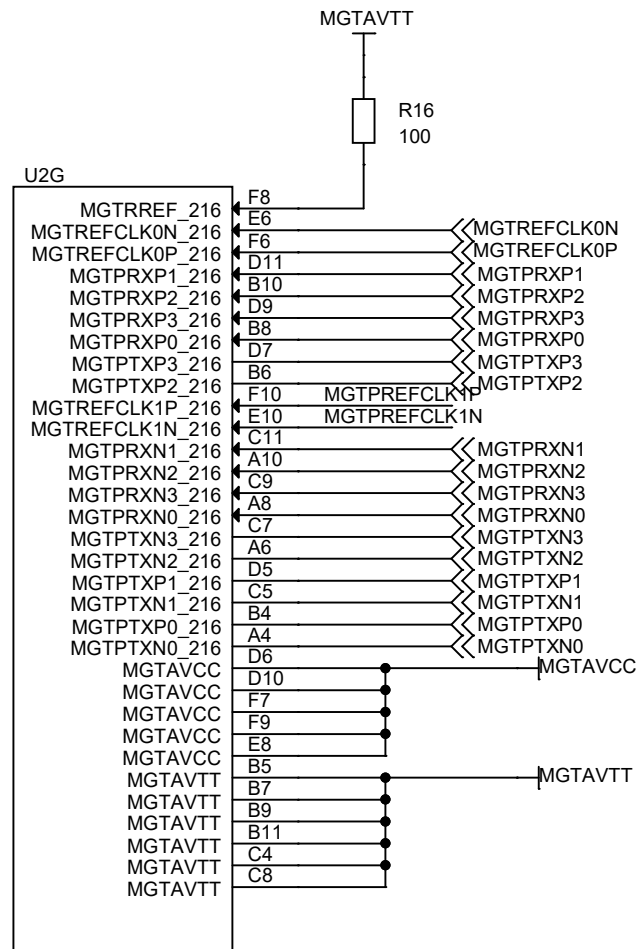 MGTAVTT
R16
100
U2G
MGTRREF_216 F8
MGTREFCLK0N_216 E6 MGTREFCLK0N
MGTREFCLK0P_216 F6 MGTREFCLK0P
MGTPRXP1_216 D11 MGTPRXP1
MGTPRXP2_216 B10 MGTPRXP2
MGTPRXP3_216 D9 MGTPRXP3
MGTPRXP0_216 B8 MGTPRXP0
MGTPTXP3_216 D7 MGTPTXP3
MGTPTXP2_216 B6 MGTPTXP2
MGTREFCLK1P_216 F10 MGTPREFCLK1P
MGTREFCLK1N_216 E10 MGTPREFCLK1N
MGTPRXN1_216 C11 MGTPRXN1
MGTPRXN2_216 A10 MGTPRXN2
MGTPRXN3_216 C9 MGTPRXN3
MGTPRXN0_216 A8 MGTPRXN0
MGTPTXN3_216 C7 MGTPTXN3
MGTPTXN2_216 A6 MGTPTXN2
MGTPTXP1_216 D5 MGTPTXP1
MGTPTXN1_216 C5 MGTPTXN1
MGTPTXP0_216 B4 MGTPTXP0
MGTPTXN0_216 A4 MGTPTXN0
MGTAVCC D6 MGTAVCC
MGTAVCC D10
MGTAVCC F7
MGTAVCC F9
MGTAVCC E8
MGTAVTT B5 MGTAVTT
MGTAVTT B7
MGTAVTT B9
MGTAVTT B11
MGTAVTT C4
MGTAVTT C8